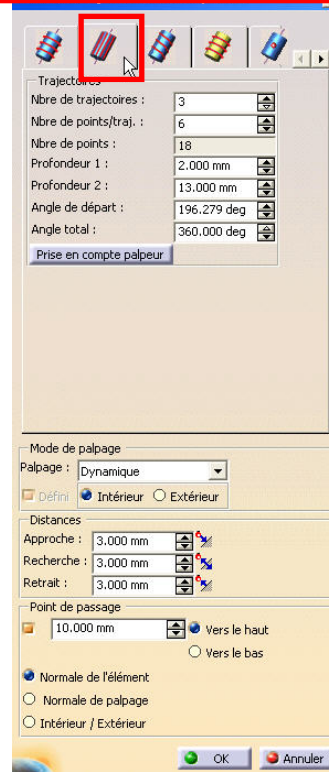 Trajectoires
Nbre de trajectoires : 3
Nbre de points/traj. : 6
Nbre de points : 18
Profondeur 1 : 2.000 mm
Profondeur 2 : 13.000 mm
Angle de départ : 196.279 deg
Angle total : 360.000 deg
Prise en compte palpeur
Mode de palpage
Palpage : Dynamique
Défini Intérieur Extérieur
Distances
Approche : 3.000 mm
Recherche : 3.000 mm
Retrait : 3.000 mm
Point de passage
10.000 mm Vers le haut
Vers le bas
Normale de l'élément
Normale de palpage
Intérieur / Extérieur
OK Annuler